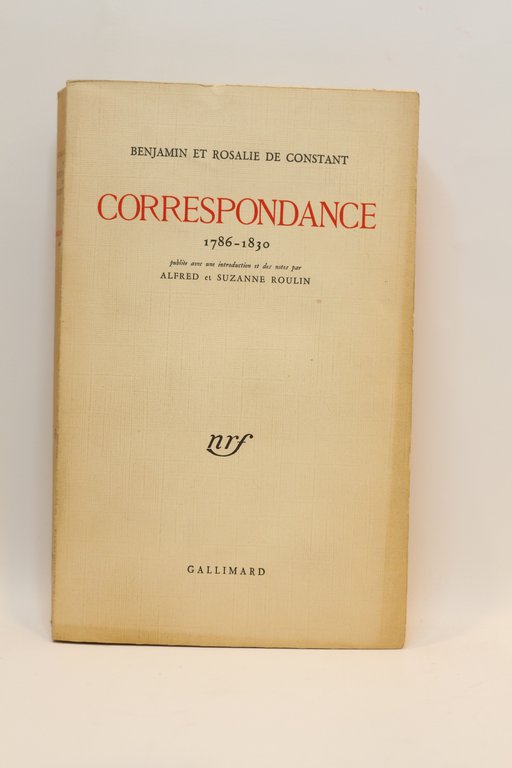 BENJAMIN ET ROSALIE DE CONSTANT
CORRESPONDANCE
1786-1830
publiée avec une introduction et des notes par
ALFRED et SUZANNE ROULIN
nrf
GALLIMARD